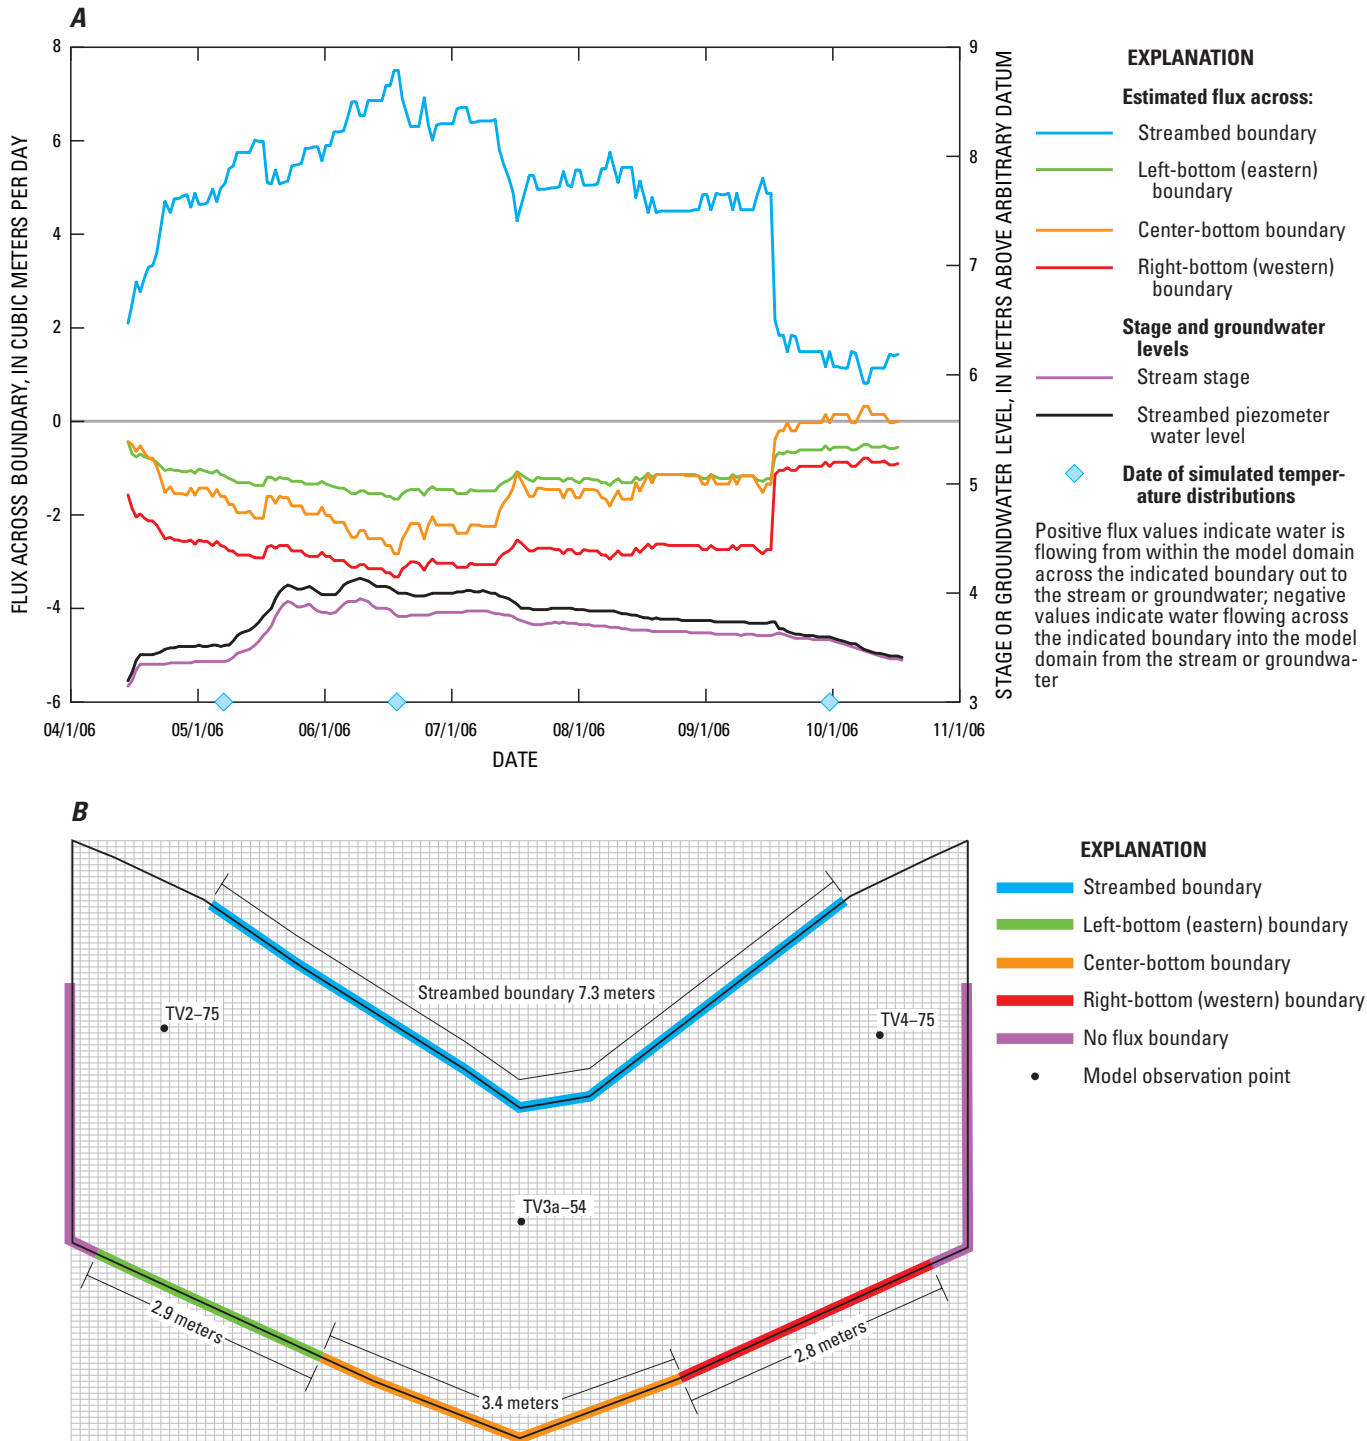 A
FLUX ACROSS BOUNDARY, IN CUBIC METERS PER DAY
8
6
4
2
0
-2
-4
-6
9
8
7
6
5
4
3
STAGE OR GROUNDWATER LEVEL, IN METERS ABOVE ARBITRARY DATUM
04/1/06 05/1/06 06/1/06 07/1/06 08/1/06 09/1/06 10/1/06 11/1/06
DATE
EXPLANATION
Estimated flux across:
Streambed boundary
Left-bottom (eastern)
boundary
Center-bottom boundary
Right-bottom (western)
boundary
Stage and groundwater
levels
Stream stage
Streambed piezometer
water level
Date of simulated temper-
ature distributions
Positive flux values indicate water is
flowing from within the model domain
across the indicated boundary out to
the stream or groundwater; negative
values indicate water flowing across
the indicated boundary into the model
domain from the stream or groundwa-
ter
B
Streambed boundary 7.3 meters
TV2–75
TV4–75
TV3a–54
2.9 meters
3.4 meters
2.8 meters
EXPLANATION
Streambed boundary
Left-bottom (eastern) boundary
Center-bottom boundary
Right-bottom (western) boundary
No flux boundary
Model observation point